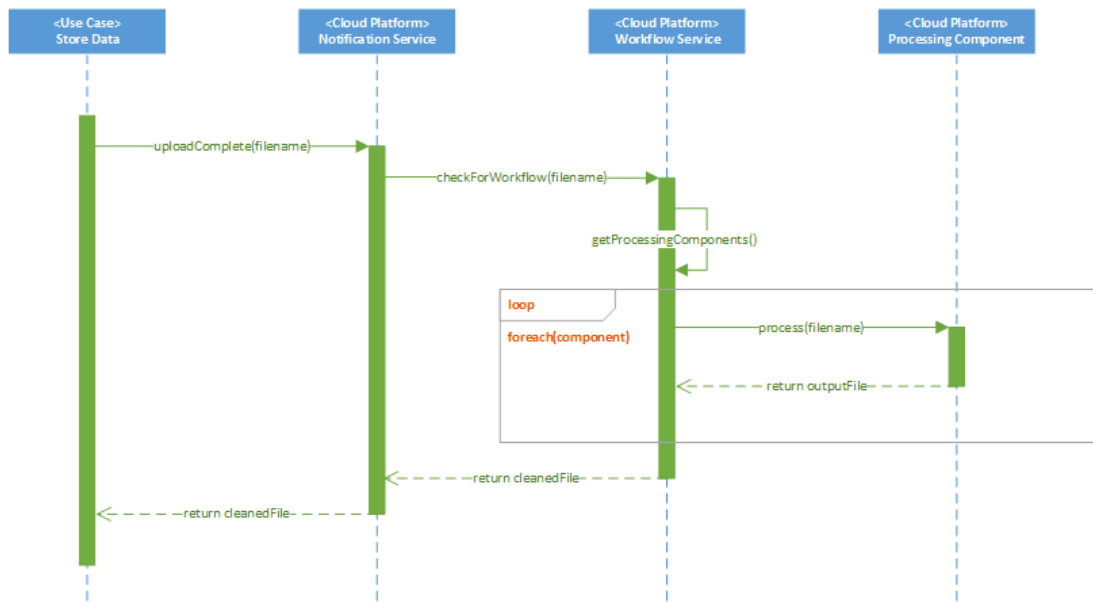 <Use Case>
Store Data
<Cloud Platform>
Notification Service
<Cloud Platform>
Workflow Service
<Cloud Platform>
Processing Component
uploadComplete(filename)
checkForWorkflow(filename)
getProcessingComponents()
loop
foreach(component)
process(filename)
return outputFile
return cleanedFile
return cleanedFile